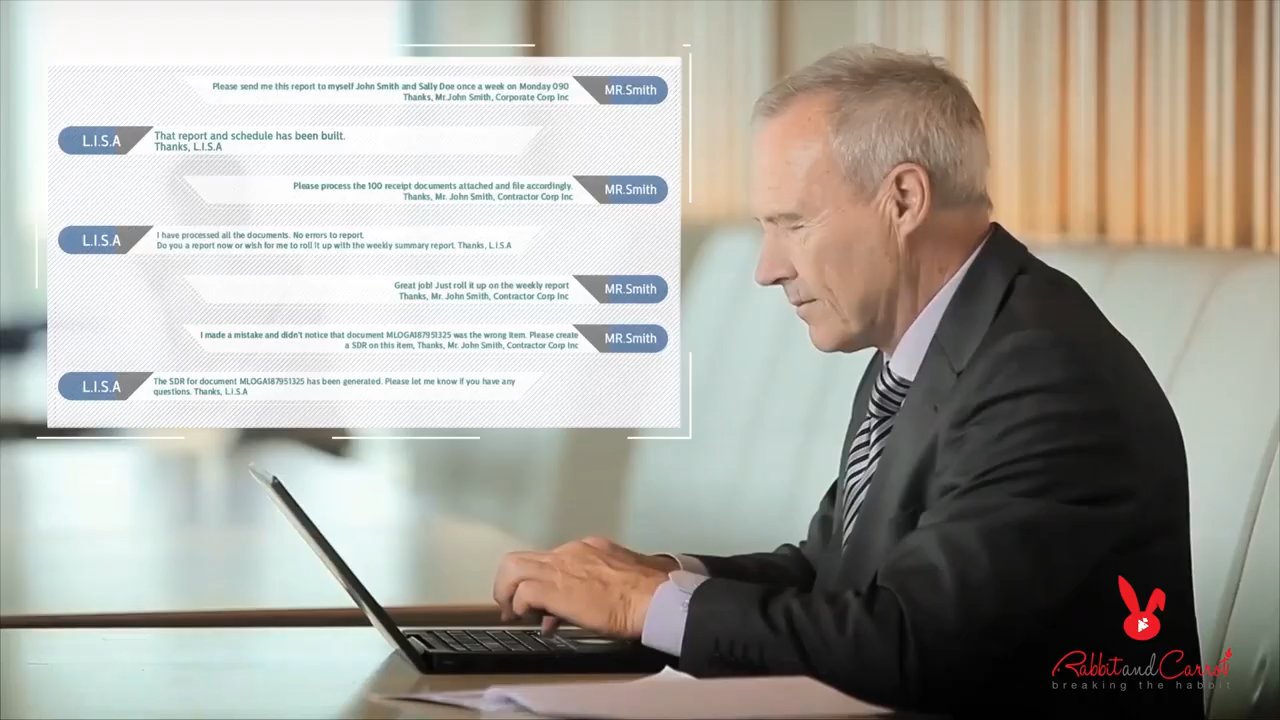 Please send me this report to myself John Smith and Sally Doe once a week on Monday 090
Thanks, Mr.John Smith, Corporate Corp Inc
MR.Smith
L.I.S.A
That report and schedule has been built.
Thanks, L.I.S.A
Please process the 100 receipt documents attached and file accordingly.
Thanks, Mr. John Smith, Contractor Corp Inc
MR.Smith
L.I.S.A
I have processed all the documents. No errors to report.
Do you a report now or wish for me to roll it up with the weekly summary report. Thanks, L.I.S.A
Great job! Just roll it up on the weekly report
Thanks, Mr. John Smith, Contractor Corp Inc
MR.Smith
I made a mistake and didn't notice that document MLOGA187951325 was the wrong item. Please create
a SDR on this item, Thanks, Mr. John Smith, Contractor Corp Inc
MR.Smith
L.I.S.A
The SDR for document MLOGA187951325 has been generated. Please let me know if you have any
questions. Thanks, L.I.S.A
RabbitandCarrot
breaking the habbit